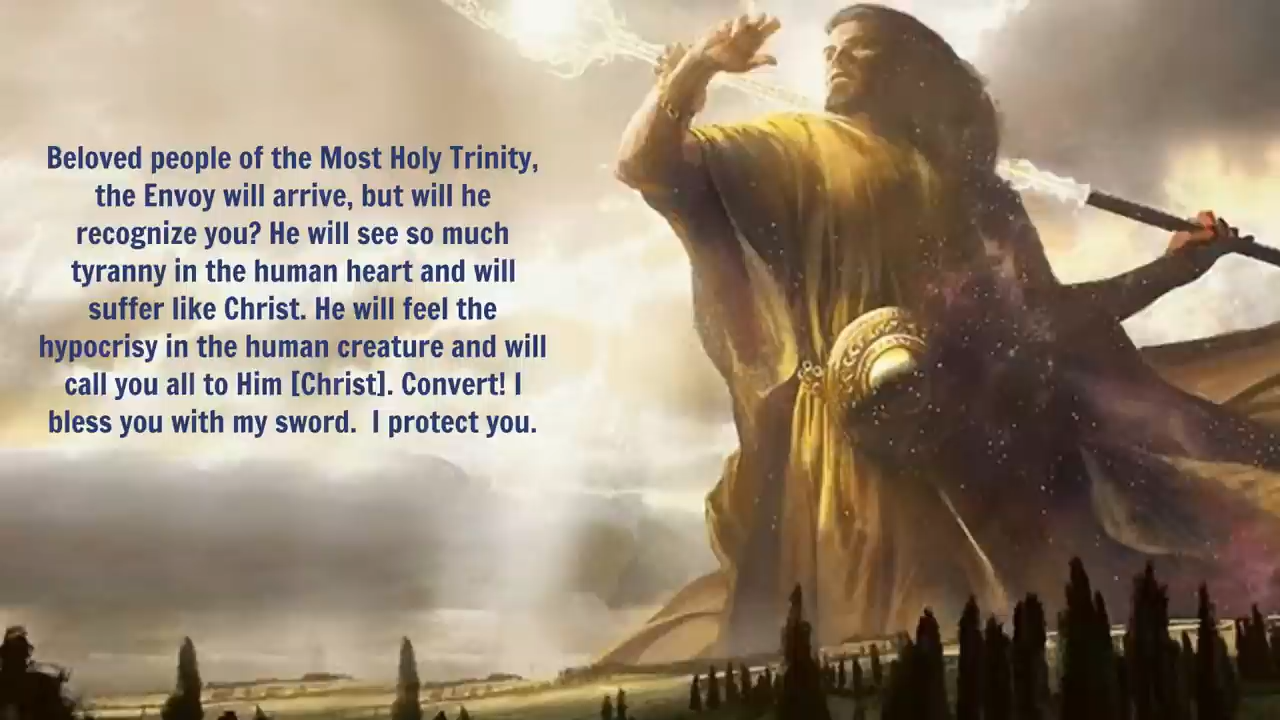 Beloved people of the Most Holy Trinity,
the Envoy will arrive, but will he
recognize you? He will see so much
tyranny in the human heart and will
suffer like Christ. He will feel the
hypocrisy in the human creature and will
call you all to Him [Christ]. Convert! I
bless you with my sword.  I protect you.